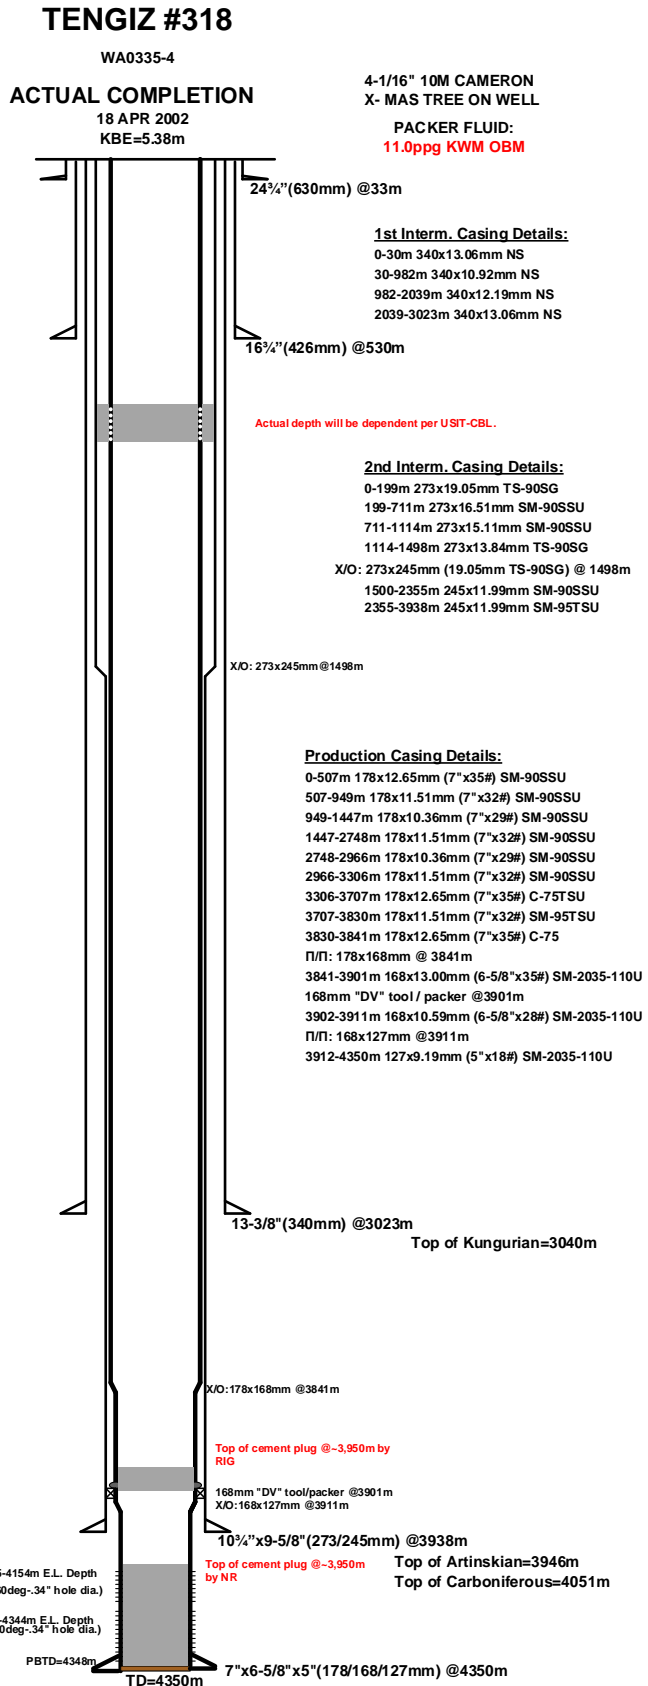 TENGIZ #318
WA0335-4
ACTUAL COMPLETION
18 APR 2002
KBE=5.38m
4-1/16" 10M CAMERON
X- MAS TREE ON WELL
PACKER FLUID:
11.0ppg KWM OBM
24¾”(630mm) @33m
1st Interm. Casing Details:
0-30m 340x13.06mm NS
30-982m 340x10.92mm NS
982-2039m 340x12.19mm NS
2039-3023m 340x13.06mm NS
16¾”(426mm) @530m
Actual depth will be dependent per USIT-CBL.
2nd Interm. Casing Details:
0-199m 273x19.05mm TS-90SG
199-711m 273x16.51mm SM-90SSU
711-1114m 273x15.11mm SM-90SSU
1114-1498m 273x13.84mm TS-90SG
X/O: 273x245mm (19.05mm TS-90SG) @ 1498m
1500-2355m 245x11.99mm SM-90SSU
2355-3938m 245x11.99mm SM-95TSU
X/O: 273x245mm@1498m
Production Casing Details:
0-507m 178x12.65mm (7"x35#) SM-90SSU
507-949m 178x11.51mm (7"x32#) SM-90SSU
949-1447m 178x10.36mm (7"x29#) SM-90SSU
1447-2748m 178x11.51mm (7"x32#) SM-90SSU
2748-2966m 178x10.36mm (7"x29#) SM-90SSU
2966-3306m 178x11.51mm (7"x32#) SM-90SSU
3306-3707m 178x12.65mm (7"x35#) C-75TSU
3707-3830m 178x11.51mm (7"x32#) SM-95TSU
3830-3841m 178x12.65mm (7"x35#) C-75
П/П: 178x168mm @ 3841m
3841-3901m 168x13.00mm (6-5/8"x35#) SM-2035-110U
168mm "DV" tool / packer @3901m
3902-3911m 168x10.59mm (6-5/8"x28#) SM-2035-110U
П/П: 168x127mm @3911m
3912-4350m 127x9.19mm (5"x18#) SM-2035-110U
13-3/8"(340mm) @3023m
Top of Kungurian=3040m
X/O:178x168mm @3841m
Top of cement plug @~3,950m by
RIG
168mm "DV" tool/packer @3901m
X/O:168x127mm @3911m
10¾”x9-5/8"(273/245mm) @3938m
Top of cement plug @~3,950m
by NR
Top of Artinskian=3946m
Top of Carboniferous=4051m
-4154m E.L. Depth
0deg-.34" hole dia.)
-4344m E.L. Depth
0deg-.34" hole dia.)
PBTD=4348m
TD=4350m
7"x6-5/8"x5"(178/168/127mm) @4350m